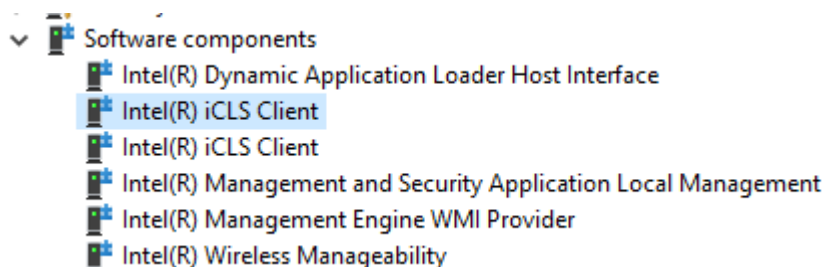 Software components
Intel(R) Dynamic Application Loader Host Interface
Intel(R) iCLS Client
Intel(R) iCLS Client
Intel(R) Management and Security Application Local Management
Intel(R) Management Engine WMI Provider
Intel(R) Wireless Manageability